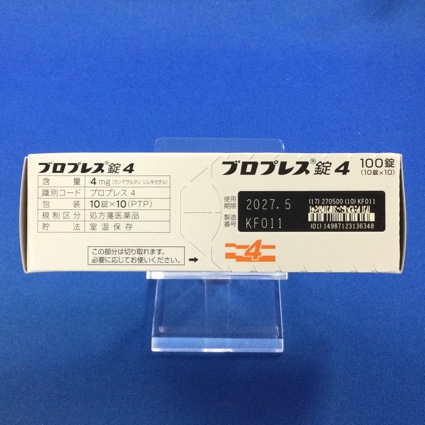 ブロプレス®錠4
含 量 4mg(カンデサルタン シレキセチル)
識別コード ブロプレス 4
包 装 10錠×10(PTP)
規制区分 処方箋医薬品
貯 法 室温保存
この部分は切り取れます。
必要に応じてお使いください。
ブロプレス®錠4 100錠
(10錠×10)
使用
期限 2027.5
製造
番号 KF011
(17) 270500 (10) KF011
(01) 14987123136348
4